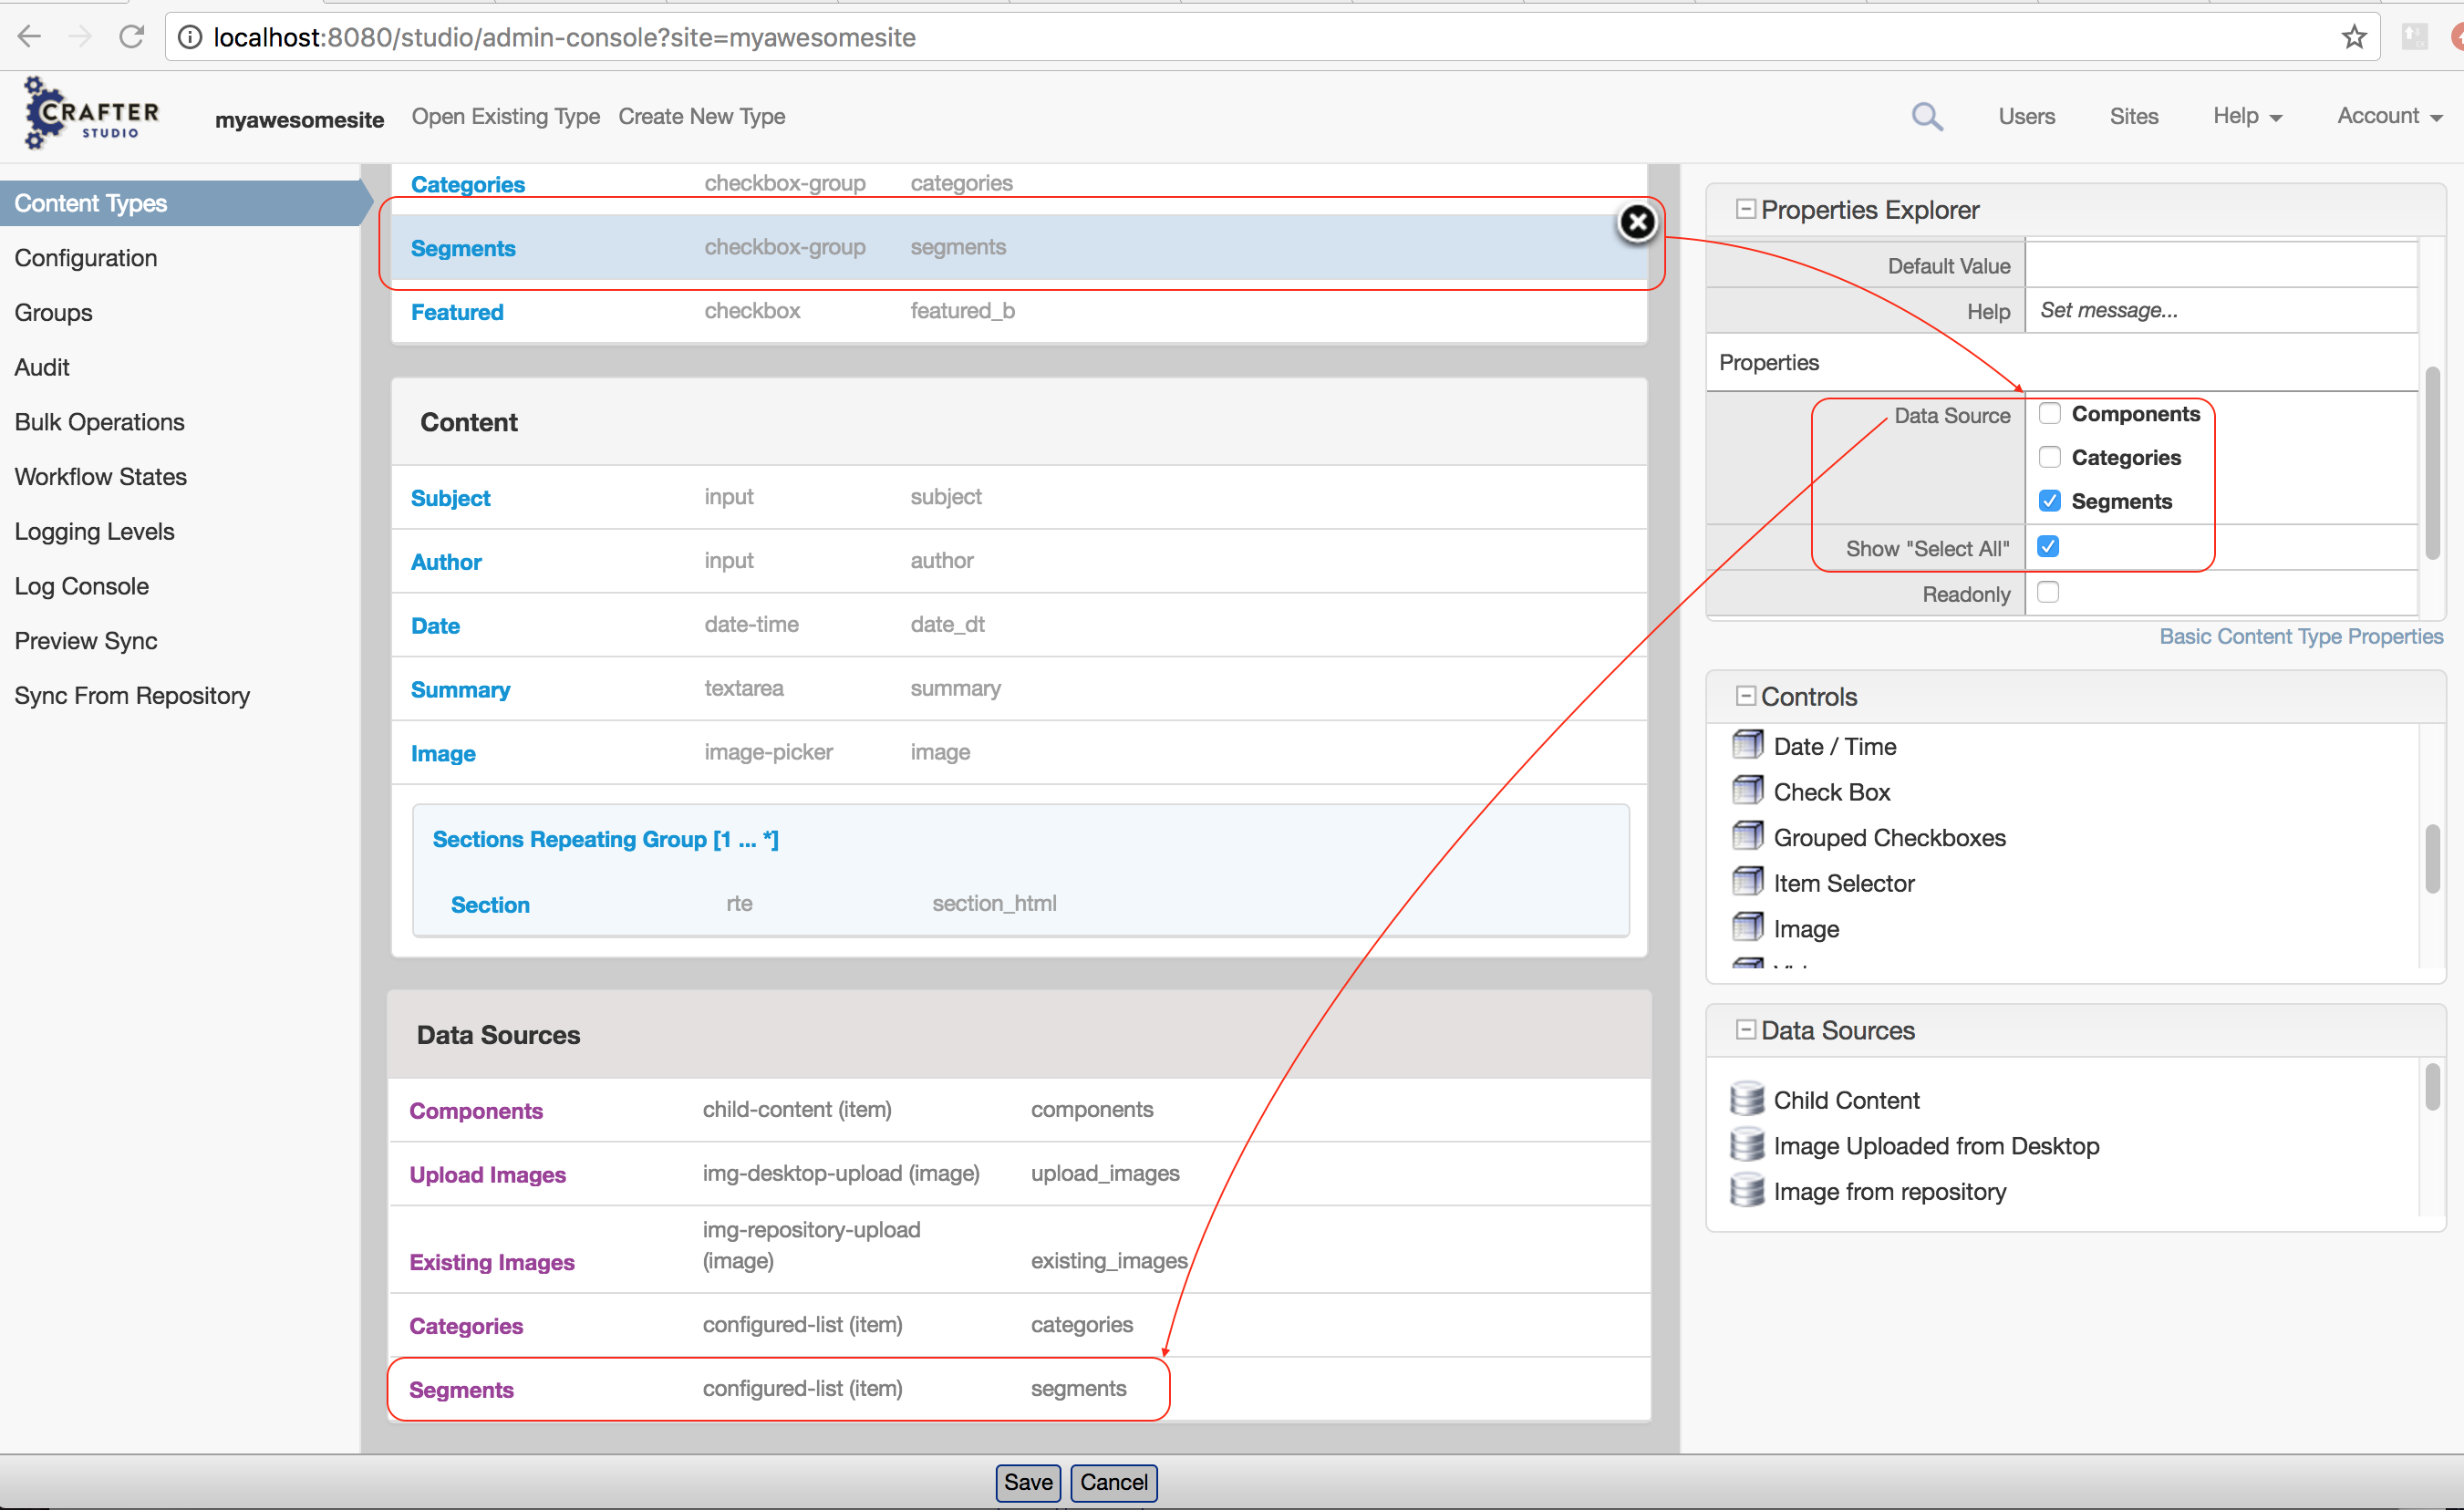 localhost:8080/studio/admin-console?site=myawesomesite
CRAFTER
STUDIO
myawesomesite
Open Existing Type
Create New Type
Users
Sites
Help
Account
Content Types
Configuration
Groups
Audit
Bulk Operations
Workflow States
Logging Levels
Log Console
Preview Sync
Sync From Repository
Categories checkbox-group categories
Segments checkbox-group segments
Featured checkbox featured_b
Content
Subject input subject
Author input author
Date date-time date_dt
Summary textarea summary
Image image-picker image
Sections Repeating Group [1 ... *]
Section rte section_html
Data Sources
Components child-content (item) components
Upload Images img-desktop-upload (image) upload_images
Existing Images img-repository-upload (image) existing_images
Categories configured-list (item) categories
Segments configured-list (item) segments
Properties Explorer
Default Value
Help Set message...
Properties
Data Source Components
Categories
Segments
Show "Select All"
Readonly
Basic Content Type Properties
Controls
Date / Time
Check Box
Grouped Checkboxes
Item Selector
Image
Data Sources
Child Content
Image Uploaded from Desktop
Image from repository
Save
Cancel